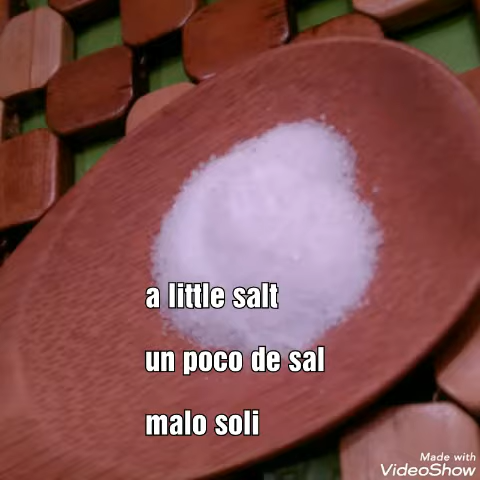 a little salt
un poco de sal
malo soli
Made with
VideoShow